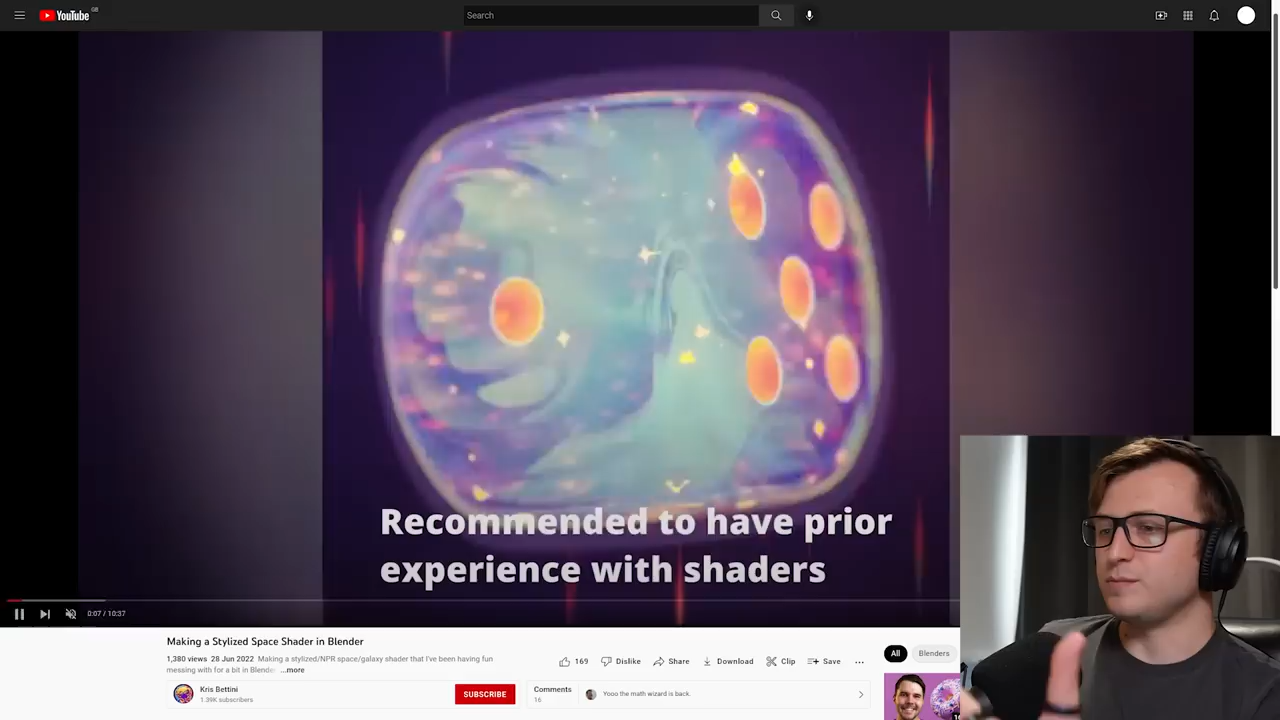 YouTube GB
Search
Recommended to have prior
experience with shaders
0:07 / 10:37
Making a Stylized Space Shader in Blender
1,380 views 28 Jun 2022 Making a stylized/NPR space/galaxy shader that I've been having fun
messing with for a bit in Blender ...more
169 Dislike Share Download Clip Save
All Blenders
Kris Bettini
1.39K subscribers
SUBSCRIBE
Comments
16
Yooo the math wizard is back.